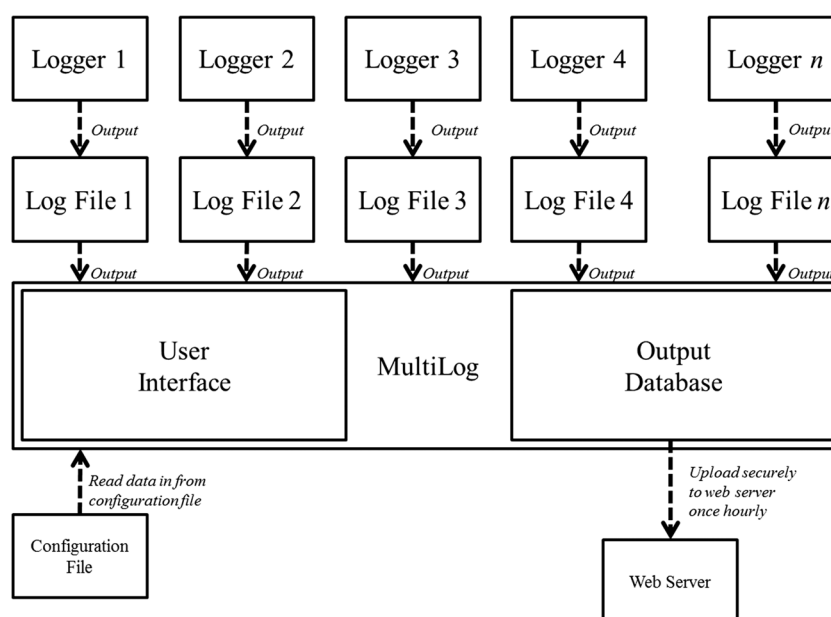 Logger 1
Logger 2
Logger 3
Logger 4
Logger n
Output
Output
Output
Output
Output
Log File 1
Log File 2
Log File 3
Log File 4
Log File n
Output
Output
Output
Output
Output
User
Interface
MultiLog
Output
Database
Read data in from
configuration file
Upload securely
to web server
once hourly
Configuration
File
Web Server